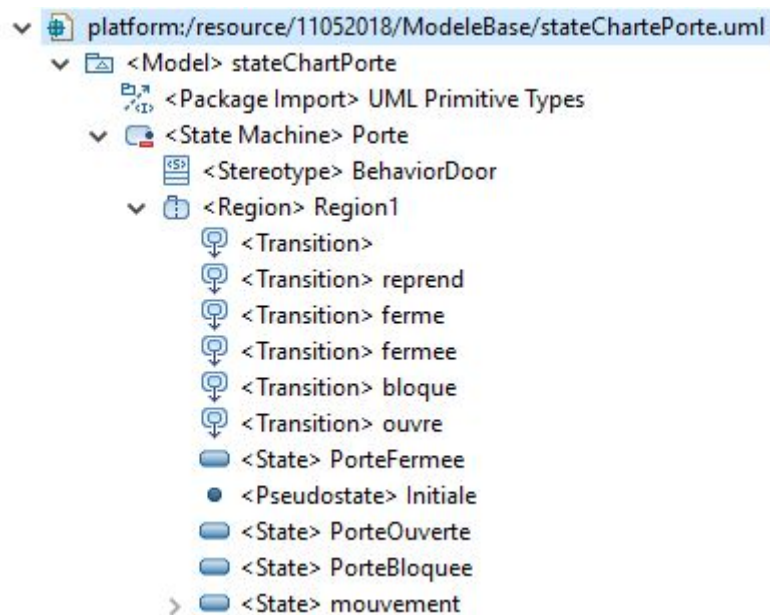 platform:/resource/11052018/ModeleBase/stateChartePorte.uml
<Model> stateChartPorte
<Package Import> UML Primitive Types
<State Machine> Porte
<Stereotype> BehaviorDoor
<Region> Region1
<Transition>
<Transition> reprend
<Transition> ferme
<Transition> fermee
<Transition> bloque
<Transition> ouvre
<State> PorteFermee
<Pseudostate> Initiale
<State> PorteOuverte
<State> PorteBloquee
<State> mouvement